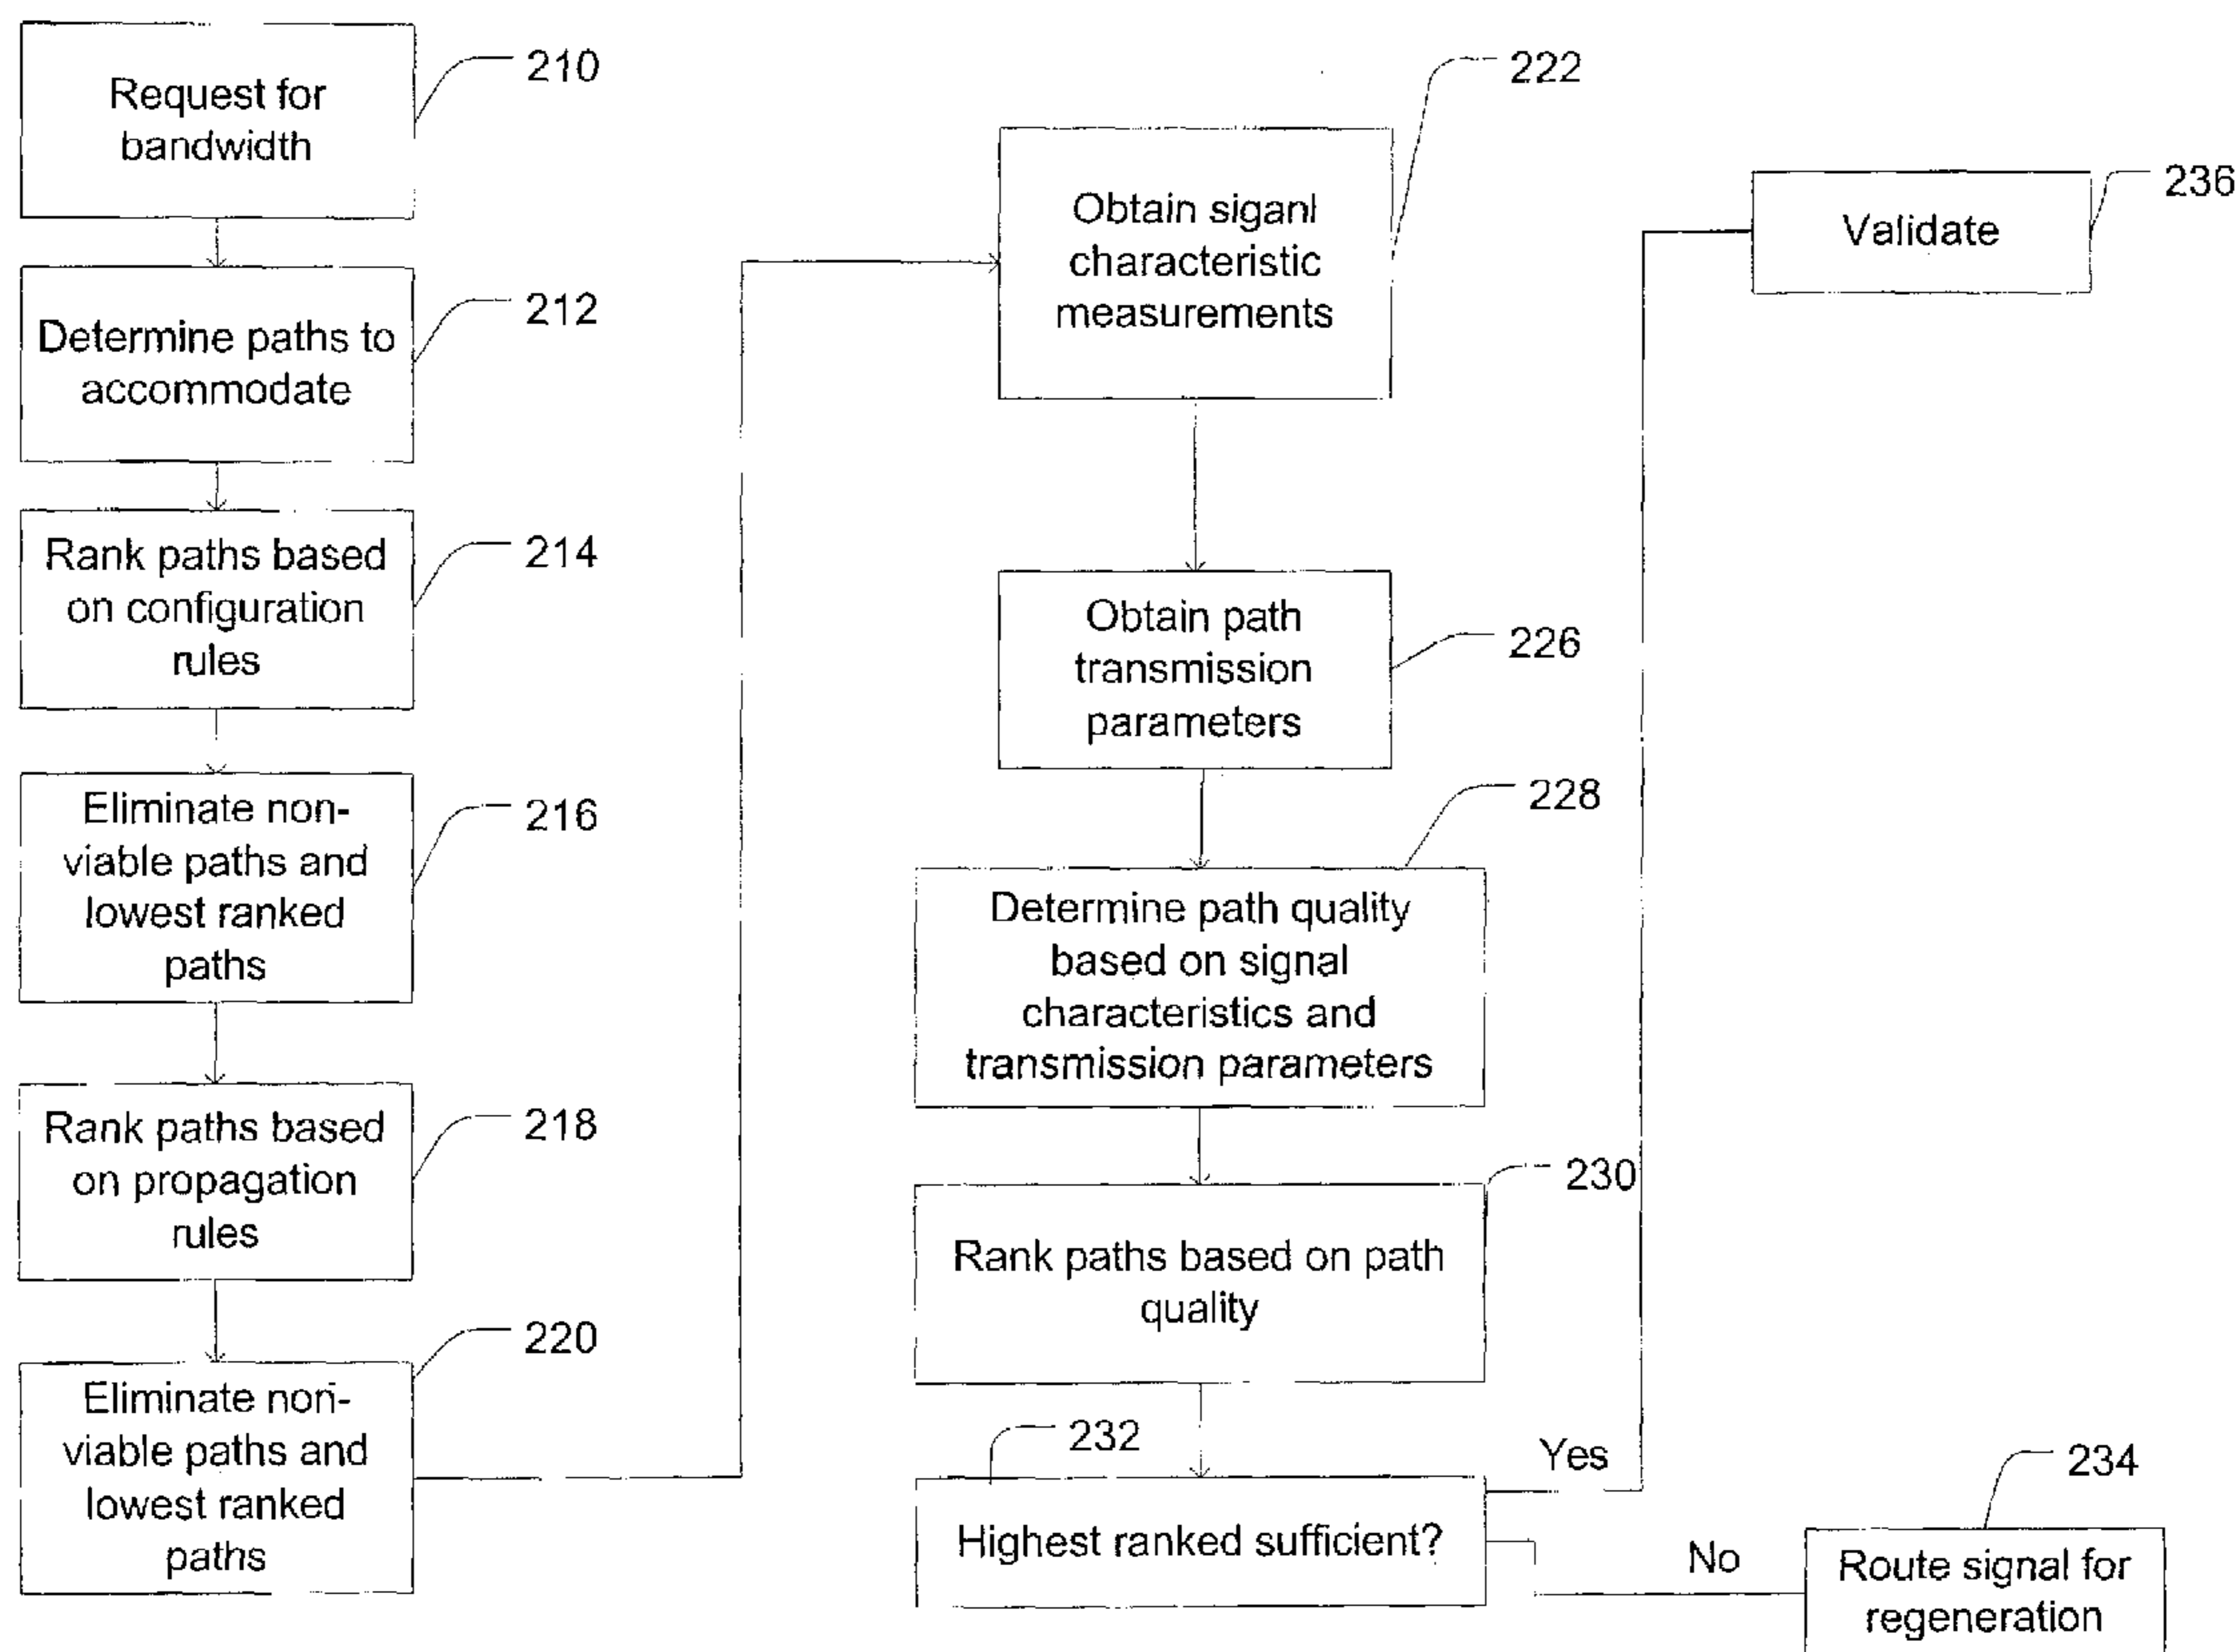 Request for
bandwidth
210
Determine paths to
accommodate
212
Rank paths based
on configuration
rules
214
Eliminate non-
viable paths and
lowest ranked
paths
216
Rank paths based
on propagation
rules
218
Eliminate non-
viable paths and
lowest ranked
paths
220
Obtain siganl
characteristic
measurements
222
Obtain path
transmission
parameters
226
Determine path quality
based on signal
characteristics and
transmission parameters
228
Rank paths based on path
quality
230
Highest ranked sufficient?
232
Yes
No
Validate
236
Route signal for
regeneration
234